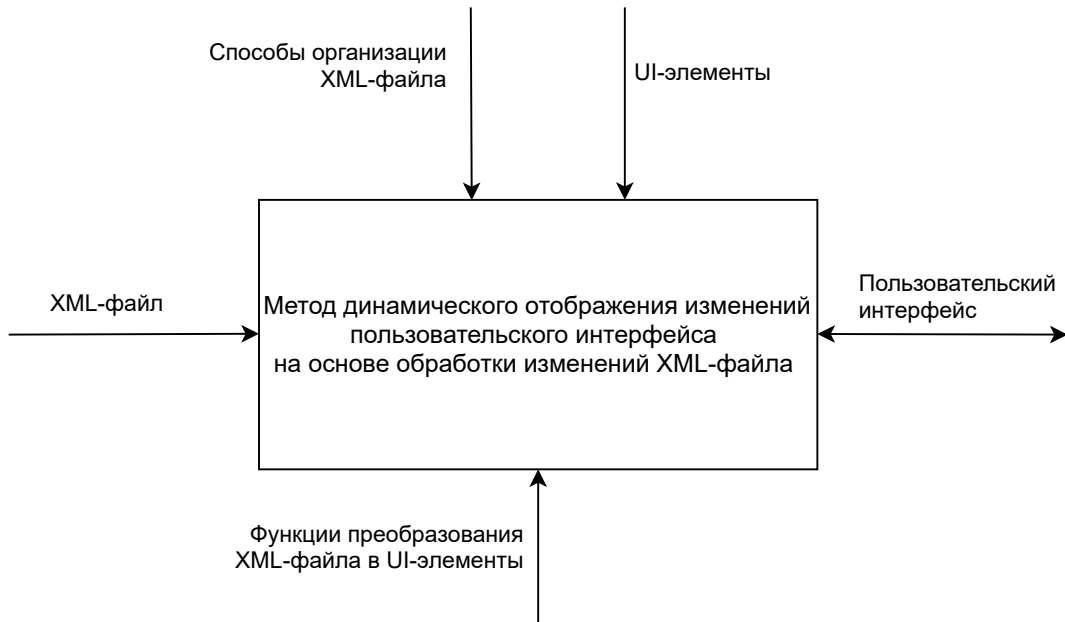 Способы организации
XML-файла
UI-элементы
XML-файл
Метод динамического отображения изменений
пользовательского интерфейса
на основе обработки изменений XML-файла
Пользовательский
интерфейс
Функции преобразования
XML-файла в UI-элементы